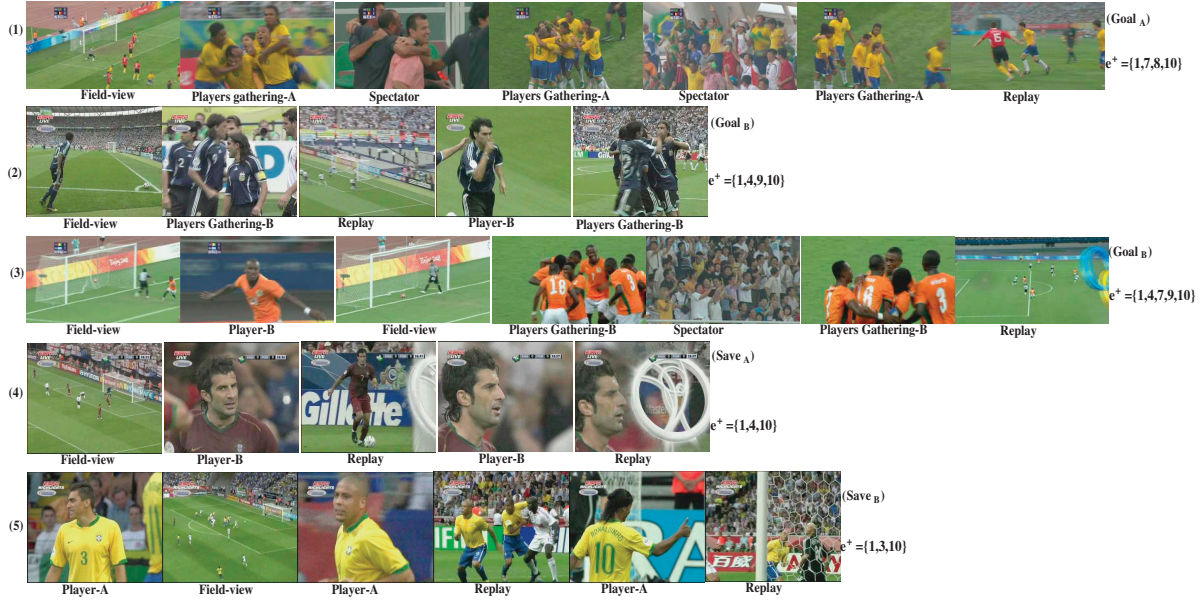 (1)
(Goal A)
e+ ={1,7,8,10}
Field-view Players gathering-A Spectator Players Gathering-A Spectator Players Gathering-A Replay
(2)
(Goal B)
e+ ={1,4,9,10}
Field-view Players Gathering-B Replay Player-B Players Gathering-B
(3)
(Goal B)
e+ ={1,4,7,9,10}
Field-view Player-B Field-view Players Gathering-B Spectator Players Gathering-B Replay
(4)
Gillette
(Save A)
e+ ={1,4,10}
Field-view Player-B Replay Player-B Replay
(5)
3
RONALDINHO
10
(Save B)
e+ ={1,3,10}
Player-A Field-view Player-A Replay Player-A Replay